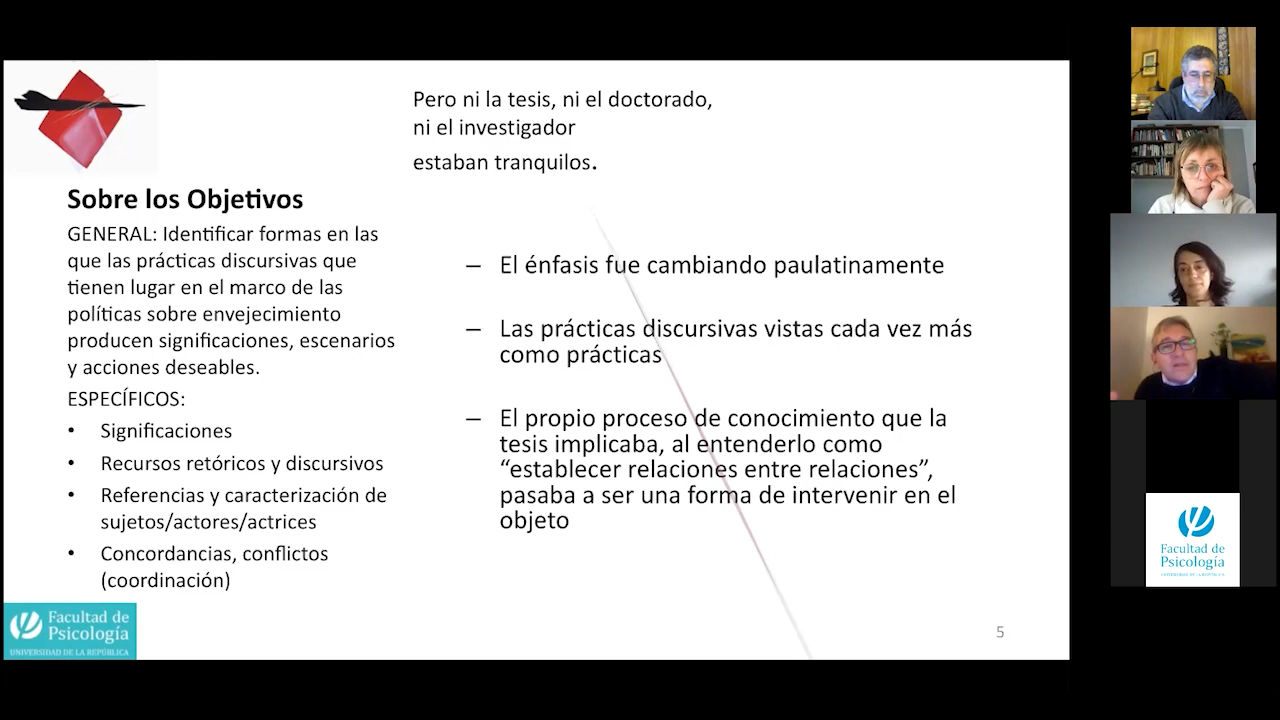 Pero ni la tesis, ni el doctorado,
ni el investigador
estaban tranquilos.
Sobre los Objetivos
GENERAL: Identificar formas en las
que las prácticas discursivas que
tienen lugar en el marco de las
políticas sobre envejecimiento
producen significaciones, escenarios
y acciones deseables.
ESPECÍFICOS:
• Significaciones
• Recursos retóricos y discursivos
• Referencias y caracterización de
sujetos/actores/actrices
• Concordancias, conflictos
(coordinación)
– El énfasis fue cambiando paulatinamente
– Las prácticas discursivas vistas cada vez más
como prácticas
– El propio proceso de conocimiento que la
tesis implicaba, al entenderlo como
“establecer relaciones entre relaciones”,
pasaba a ser una forma de intervenir en el
objeto
Facultad de
Psicología
UNIVERSIDAD DE LA REPÚBLICA
5
Facultad de
Psicología
UNIVERSIDAD DE LA REPÚBLICA